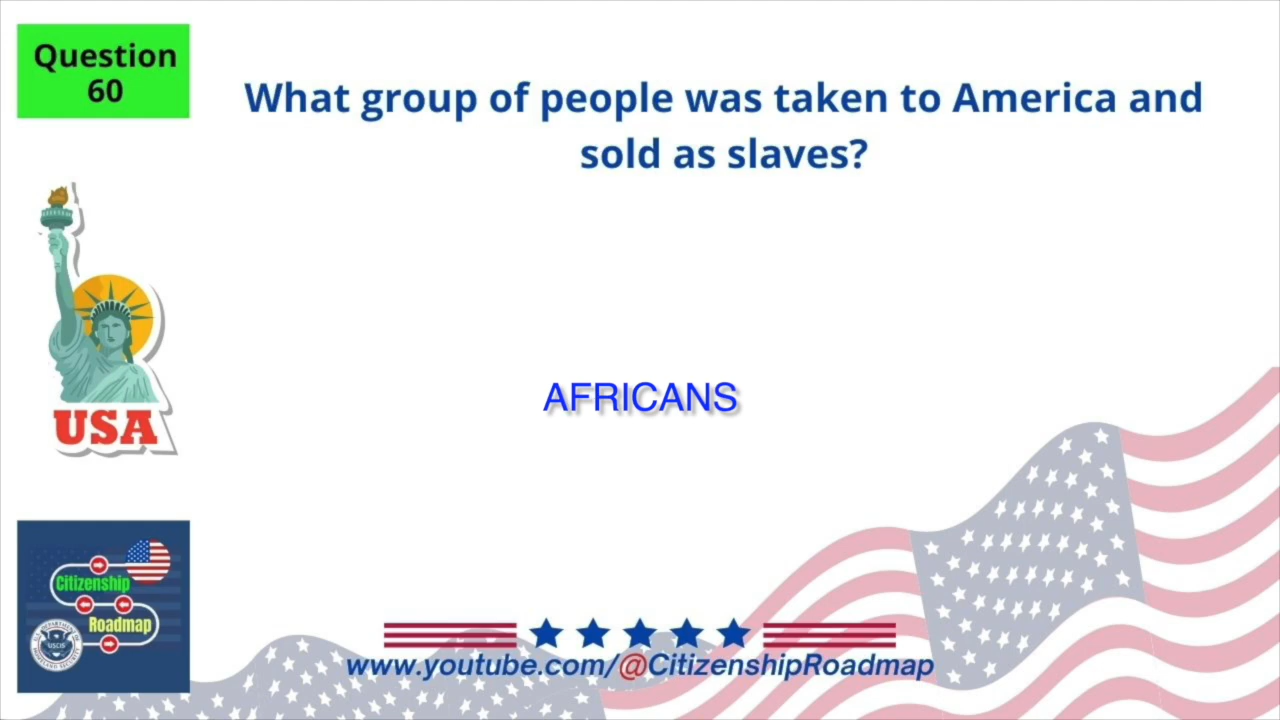 Question
60
What group of people was taken to America and
sold as slaves?
USA
AFRICANS
Citizenship
Roadmap
USCIS
www.youtube.com/@CitizenshipRoadmap